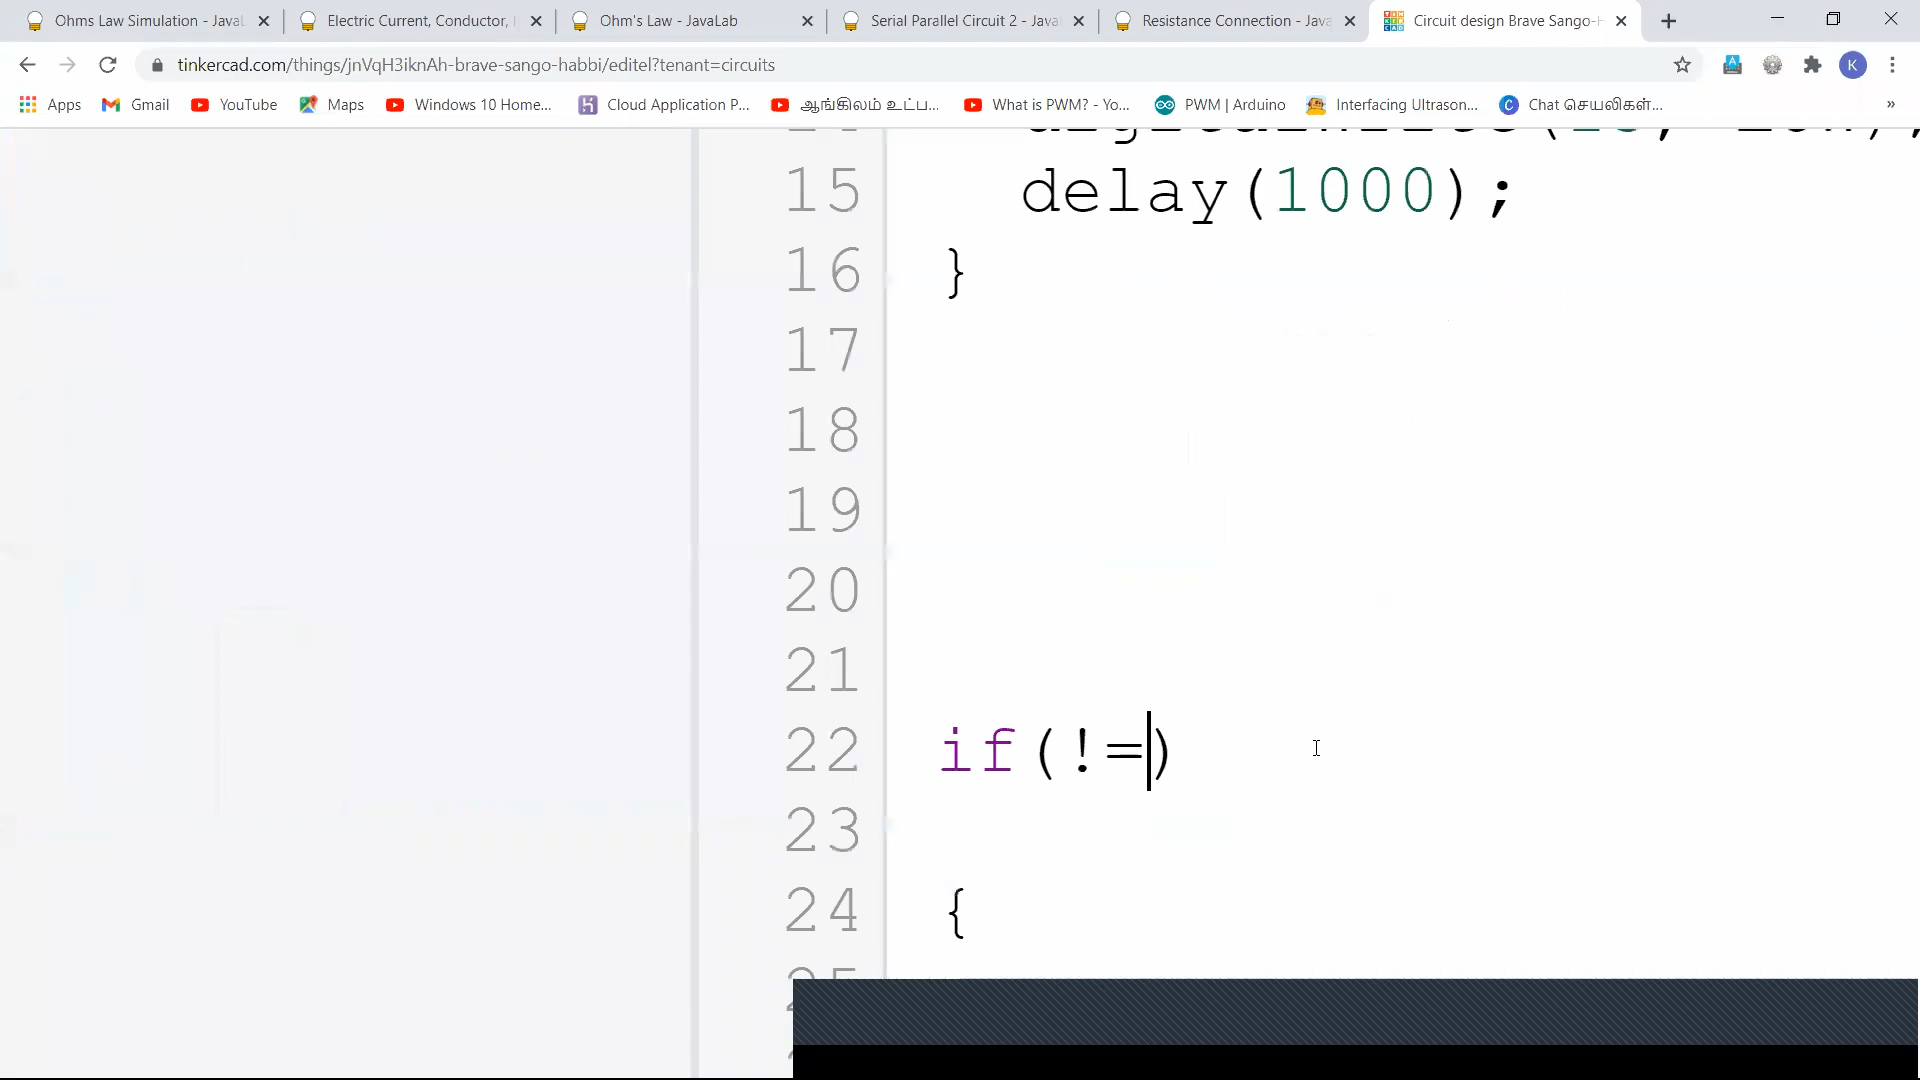 Ohms Law Simulation - JavaL
Electric Current, Conductor,
Ohm's Law - JavaLab
Serial Parallel Circuit 2 - Java
Resistance Connection - Java
Circuit design Brave Sango-H
tinkercad.com/things/jnVqH3iknAh-brave-sango-habbi/editel?tenant=circuits
K
Apps
Gmail
YouTube
Maps
Windows 10 Home...
Cloud Application P...
ஆங்கிலம் உட்ப...
What is PWM? - Yo...
PWM | Arduino
Interfacing Ultrason...
Chat செயலிகள்...
»
15 delay(1000);
16 }
17
18
19
20
21
22 if(!=)
23
24 {